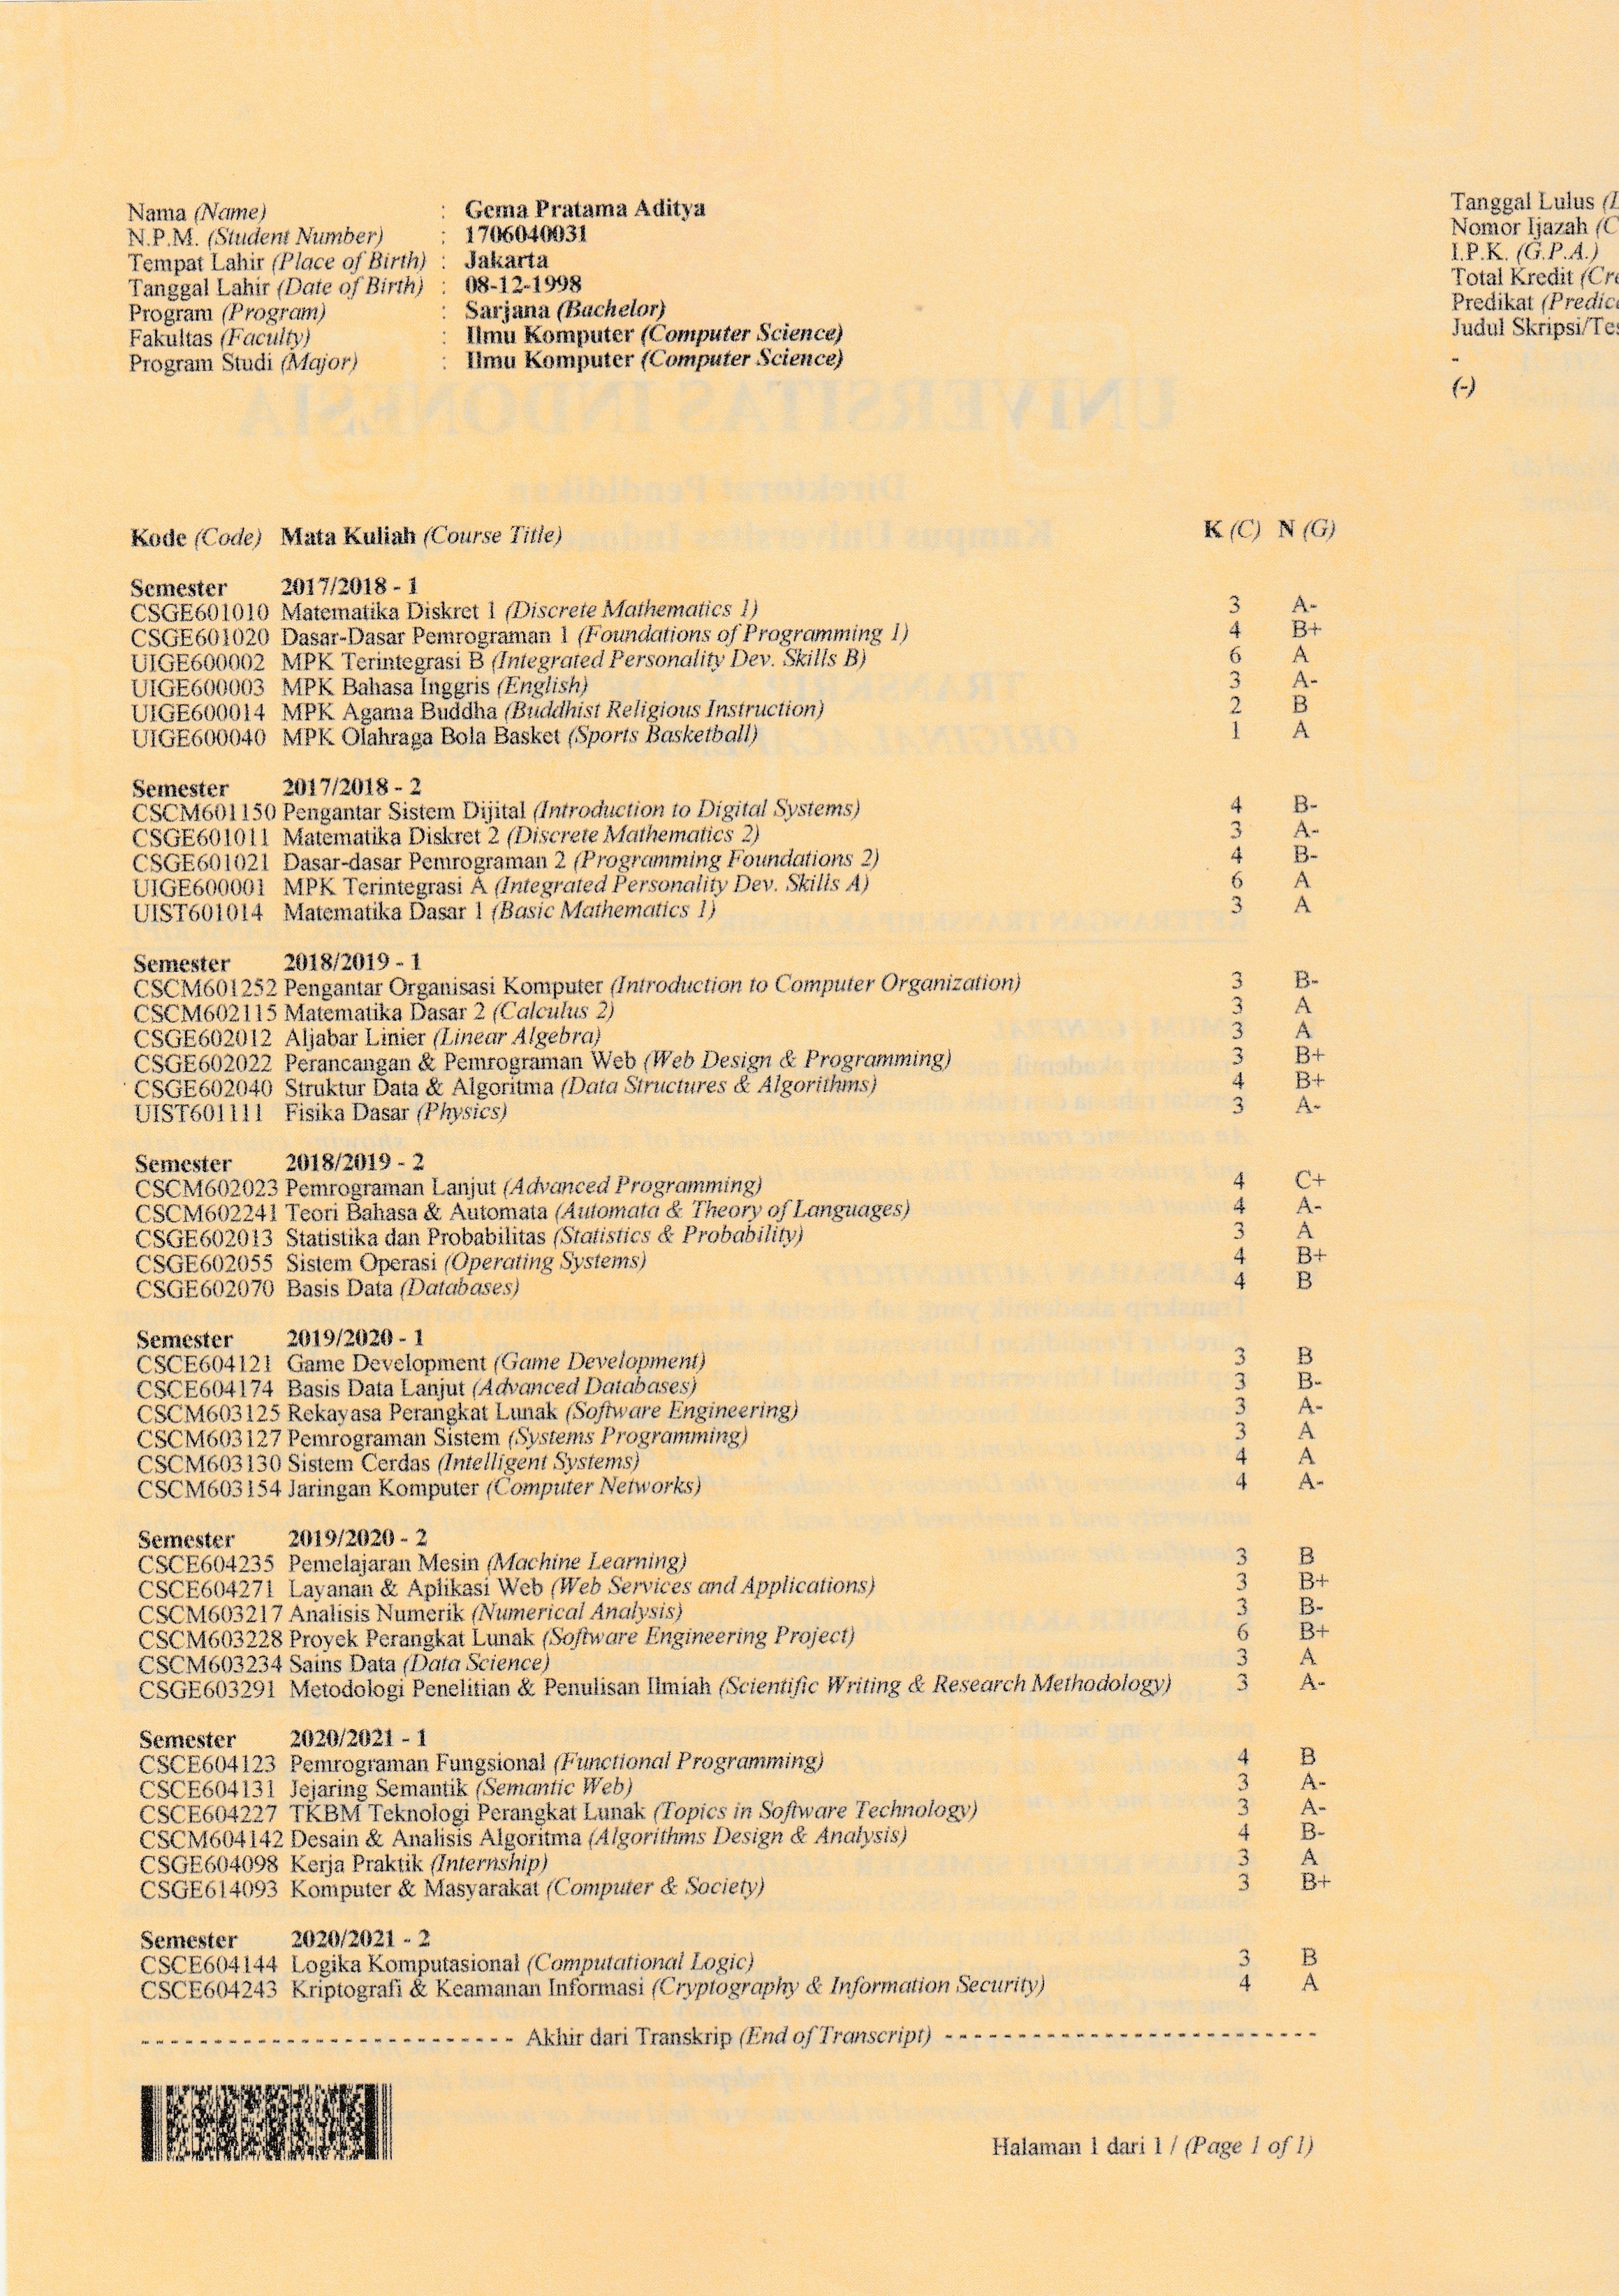 Nama (Name) : Gema Pratama Aditya
N.P.M. (Student Number) : 1706040031
Tempat Lahir (Place of Birth) : Jakarta
Tanggal Lahir (Date of Birth) : 08-12-1998
Program (Program) : Sarjana (Bachelor)
Fakultas (Faculty) : Ilmu Komputer (Computer Science)
Program Studi (Major) : Ilmu Komputer (Computer Science)
Tanggal Lulus
Nomor Ijazah
I.P.K. (G.P.A.)
Total Kredit
Predikat
Judul Skripsi/
-
(-)
UNIVERSITAS INDONESIA
Direktorat Pendidikan
Kode (Code) Mata Kuliah (Course Title) K (C) N (G)
Semester 2017/2018 - 1
CSGE601010 Matematika Diskret 1 (Discrete Mathematics 1) 3 A-
CSGE601020 Dasar-Dasar Pemrograman 1 (Foundations of Programming 1) 4 B+
UIGE600002 MPK Terintegrasi B (Integrated Personality Dev. Skills B) 6 A
UIGE600003 MPK Bahasa Inggris (English) 3 A-
UIGE600014 MPK Agama Buddha (Buddhist Religious Instruction) 2 B
UIGE600040 MPK Olahraga Bola Basket (Sports Basketball) 1 A
Semester 2017/2018 - 2
CSCM601150 Pengantar Sistem Dijital (Introduction to Digital Systems) 4 B-
CSGE601011 Matematika Diskret 2 (Discrete Mathematics 2) 3 A-
CSGE601021 Dasar-dasar Pemrograman 2 (Programming Foundations 2) 4 B-
UIGE600001 MPK Terintegrasi A (Integrated Personality Dev. Skills A) 6 A
UIST601014 Matematika Dasar 1 (Basic Mathematics 1) 3 A
Semester 2018/2019 - 1
CSCM601252 Pengantar Organisasi Komputer (Introduction to Computer Organization) 3 B-
CSCM602115 Matematika Dasar 2 (Calculus 2) 3 A
CSGE602012 Aljabar Linier (Linear Algebra) 3 A
CSGE602022 Perancangan & Pemrograman Web (Web Design & Programming) 3 B+
CSGE602040 Struktur Data & Algoritma (Data Structures & Algorithms) 4 B+
UIST601111 Fisika Dasar (Physics) 3 A-
Semester 2018/2019 - 2
CSCM602023 Pemrograman Lanjut (Advanced Programming) 4 C+
CSCM602241 Teori Bahasa & Automata (Automata & Theory of Languages) 4 A-
CSGE602013 Statistika dan Probabilitas (Statistics & Probability) 3 A
CSGE602055 Sistem Operasi (Operating Systems) 4 B+
CSGE602070 Basis Data (Databases) 4 B
Semester 2019/2020 - 1
CSCE604121 Game Development (Game Development) 3 B
CSCE604174 Basis Data Lanjut (Advanced Databases) 3 B-
CSCM603125 Rekayasa Perangkat Lunak (Software Engineering) 3 A-
CSCM603127 Pemrograman Sistem (Systems Programming) 3 A
CSCM603130 Sistem Cerdas (Intelligent Systems) 4 A
CSCM603154 Jaringan Komputer (Computer Networks) 4 A-
Semester 2019/2020 - 2
CSCE604235 Pemelajaran Mesin (Machine Learning) 3 B
CSCE604271 Layanan & Aplikasi Web (Web Services and Applications) 3 B+
CSCM603217 Analisis Numerik (Numerical Analysis) 3 B-
CSCM603228 Proyek Perangkat Lunak (Software Engineering Project) 6 B+
CSCM603234 Sains Data (Data Science) 3 A
CSGE603291 Metodologi Penelitian & Penulisan Ilmiah (Scientific Writing & Research Methodology) 3 A-
Semester 2020/2021 - 1
CSCE604123 Pemrograman Fungsional (Functional Programming) 4 B
CSCE604131 Jejaring Semantik (Semantic Web) 3 A-
CSCE604227 TKBM Teknologi Perangkat Lunak (Topics in Software Technology) 3 A-
CSCM604142 Desain & Analisis Algoritma (Algorithms Design & Analysis) 4 B-
CSGE604098 Kerja Praktik (Internship) 3 A
CSGE614093 Komputer & Masyarakat (Computer & Society) 3 B+
Semester 2020/2021 - 2
CSCE604144 Logika Komputasional (Computational Logic) 3 B
CSCE604243 Kriptografi & Keamanan Informasi (Cryptography & Information Security) 4 A
Akhir dari Transkrip (End of Transcript)
Halaman 1 dari 1 / (Page 1 of 1)